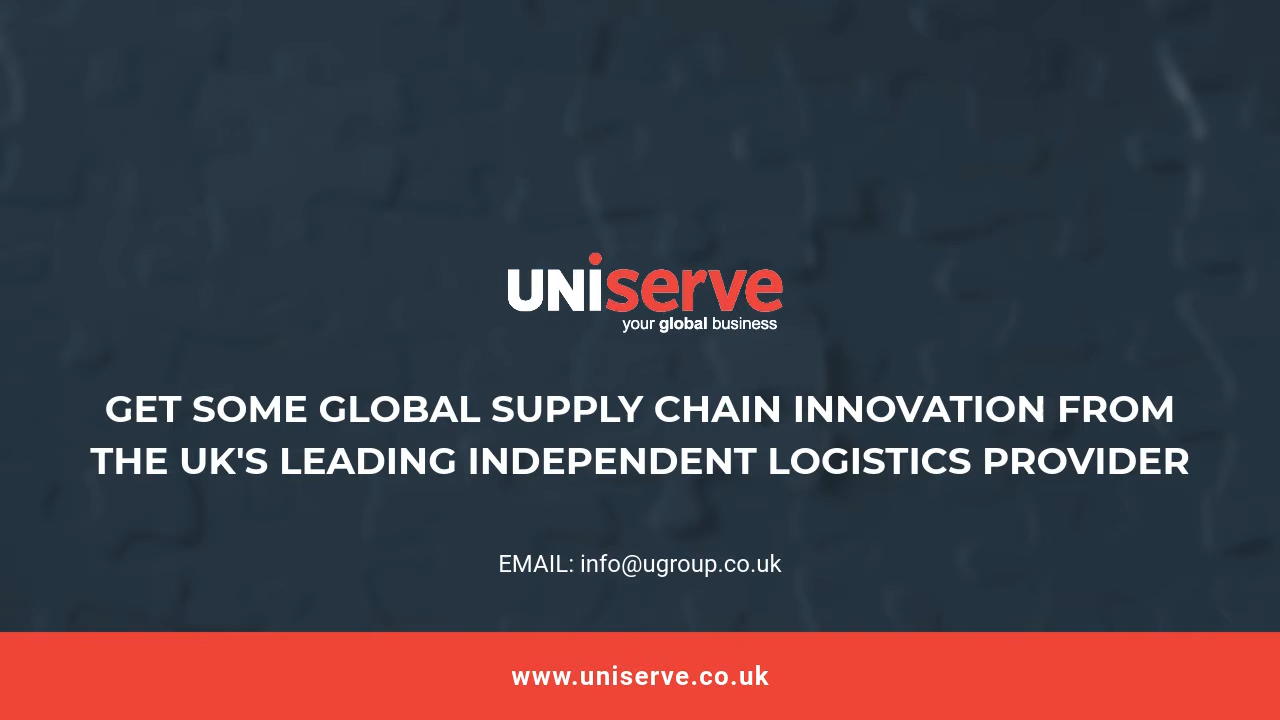 UNiserve
your global business
GET SOME GLOBAL SUPPLY CHAIN INNOVATION FROM
THE UK'S LEADING INDEPENDENT LOGISTICS PROVIDER
EMAIL: info@ugroup.co.uk
www.uniserve.co.uk